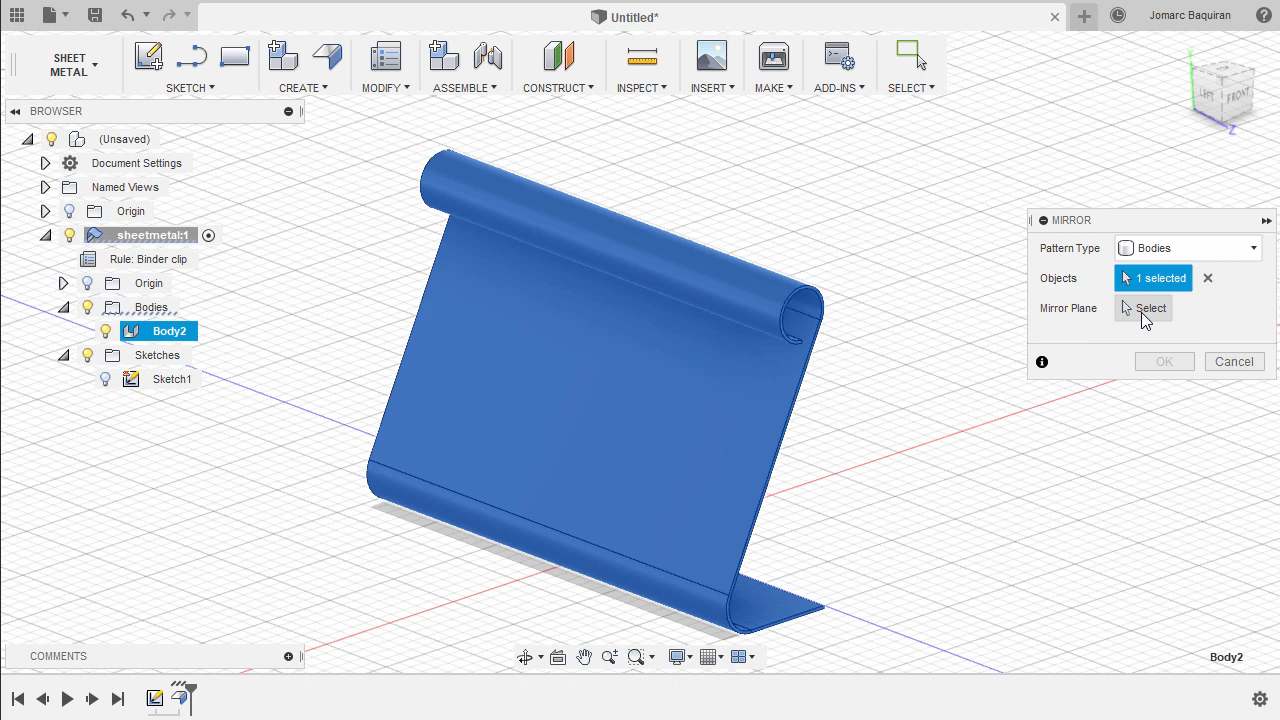 Untitled*
Jomarc Baquiran
SHEET
METAL
SKETCH
CREATE
MODIFY
ASSEMBLE
CONSTRUCT
INSPECT
INSERT
MAKE
ADD-INS
SELECT
LEFT
FRONT
Z
BROWSER
(Unsaved)
Document Settings
Named Views
Origin
sheetmetal:1
Rule: Binder clip
Origin
Bodies
Body2
Sketches
Sketch1
MIRROR
Pattern Type
Bodies
Objects
1 selected
Mirror Plane
Select
OK
Cancel
COMMENTS
Body2